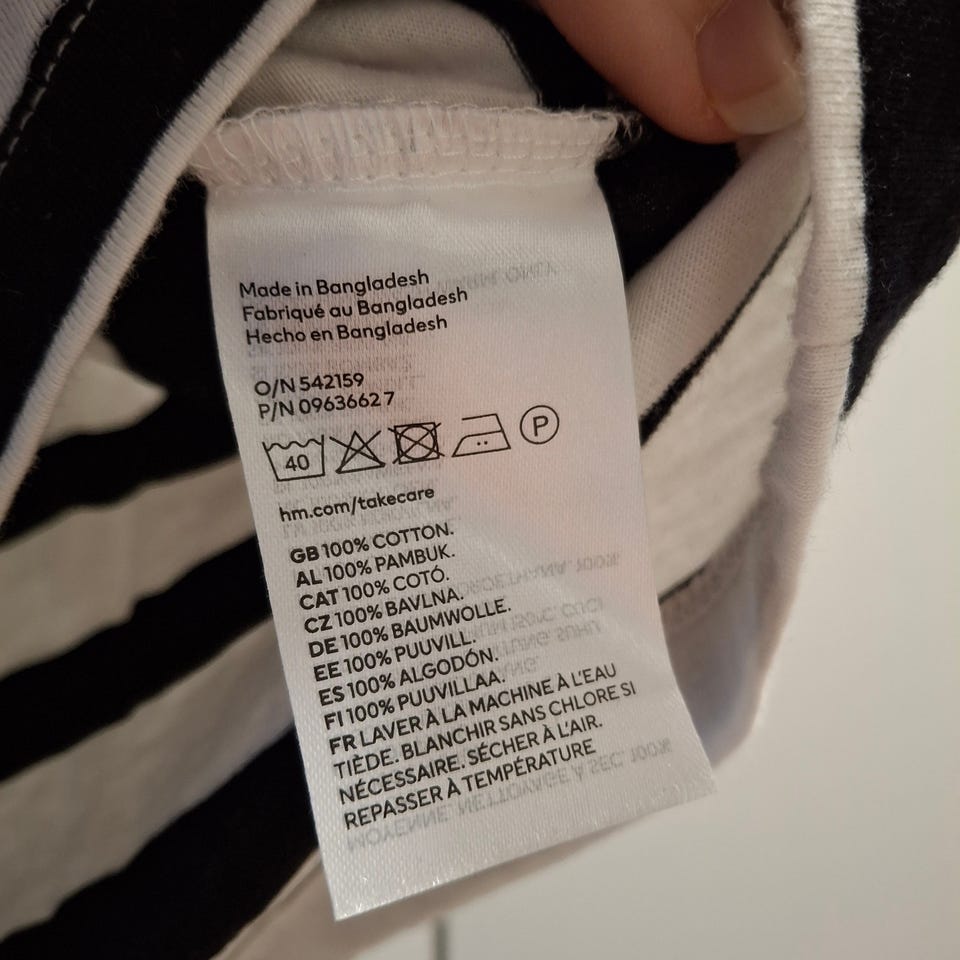 Made in Bangladesh
Fabriqué au Bangladesh
Hecho en Bangladesh
O/N 542159
P/N 09636627
40
P
hm.com/takecare
GB 100% COTTON.
AL 100% PAMBUK.
CAT 100% COTÓ.
CZ 100% BAVLNA.
DE 100% BAUMWOLLE.
EE 100% PUUVILL.
ES 100% ALGODÓN.
FI 100% PUUVILLAA.
FR LAVER À LA MACHINE À L'EAU
TIÈDE. BLANCHIR SANS CHLORE SI
NÉCESSAIRE. SÉCHER À L'AIR.
REPASSER À TEMPÉRATURE